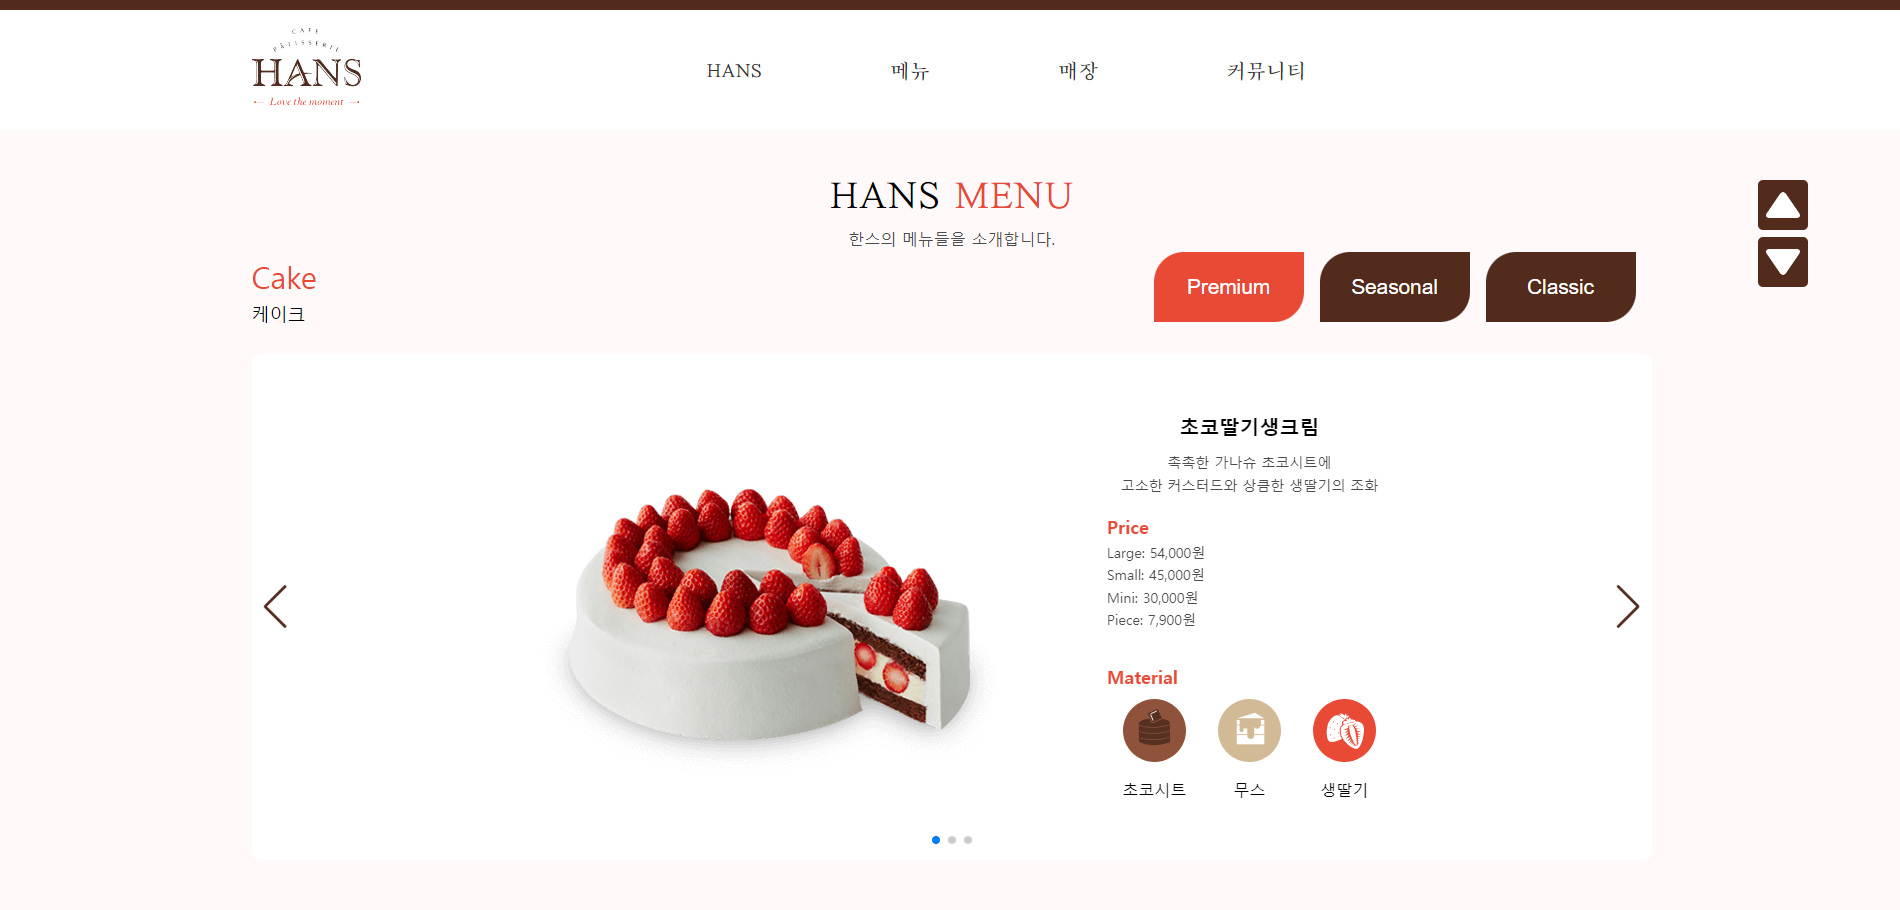 CAFE
PÂTISSERIE
HANS
Love the moment
HANS 메뉴 매장 커뮤니티
HANS MENU
한스의 메뉴들을 소개합니다.
Cake
케이크
Premium Seasonal Classic
초코딸기생크림
촉촉한 가나슈 초코시트에
고소한 커스터드와 상큼한 생딸기의 조화
Price
Large: 54,000원
Small: 45,000원
Mini: 30,000원
Piece: 7,900원
Material
초코시트 무스 생딸기